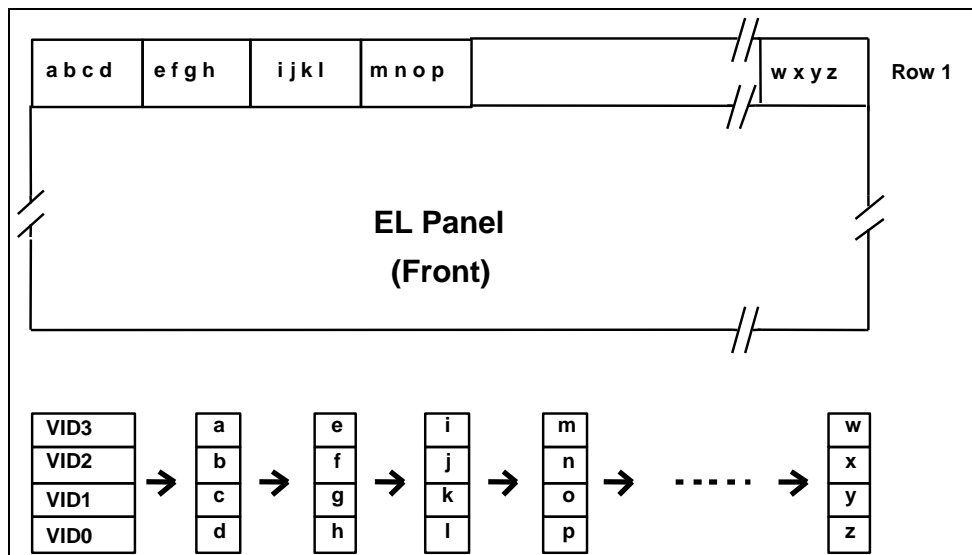 a b c d e f g h i j k l m n o p w x y z Row 1
EL Panel
(Front)
VID3 a e i m w
VID2 b f j n x
VID1 c g k o y
VID0 d h l p z